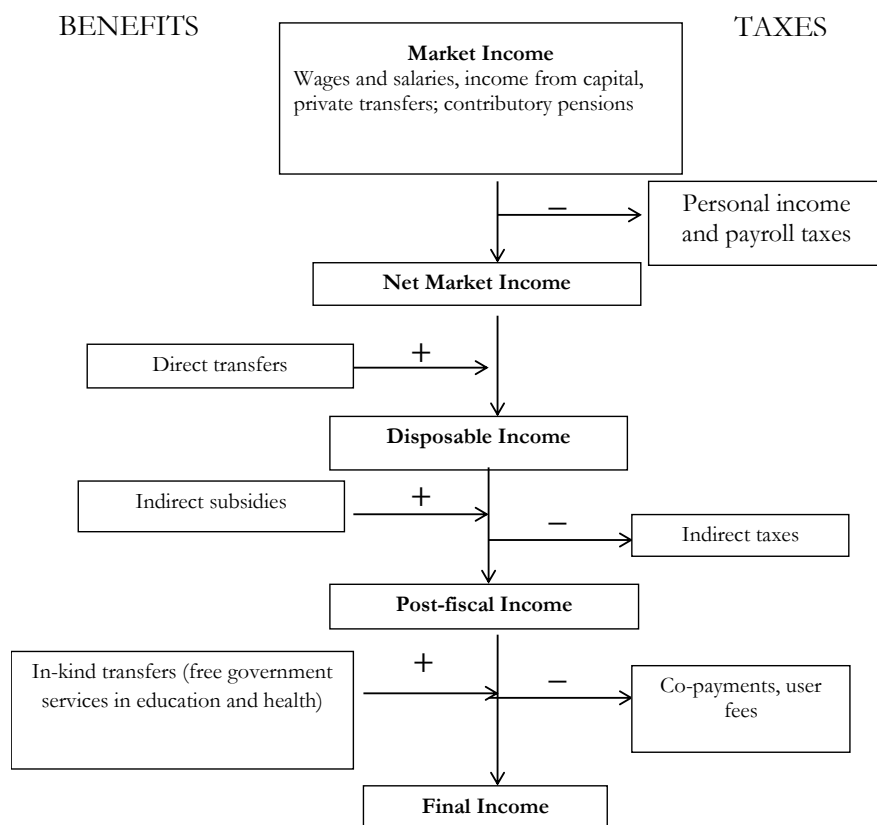 BENEFITS
TAXES
Market Income
Wages and salaries, income from capital,
private transfers; contributory pensions
−
Personal income
and payroll taxes
Net Market Income
+
Direct transfers
Disposable Income
+
Indirect subsidies
−
Indirect taxes
Post-fiscal Income
+
In-kind transfers (free government
services in education and health)
−
Co-payments, user
fees
Final Income